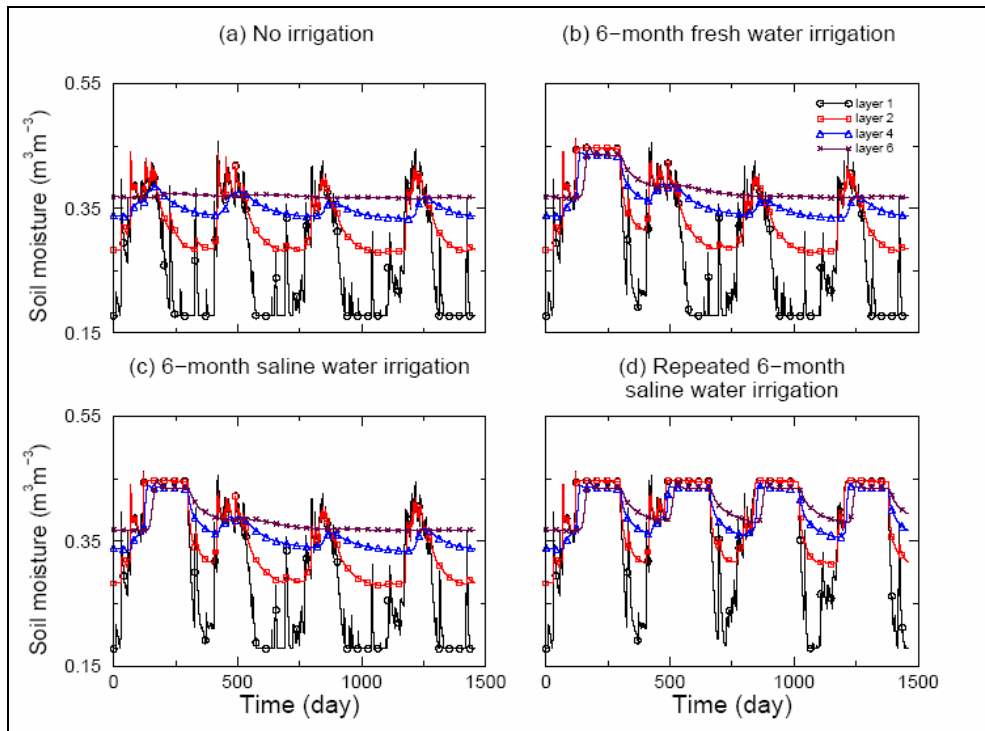 (a) No irrigation
(b) 6−month fresh water irrigation
Soil moisture (m³m⁻³)
0.55
0.35
0.15
layer 1
layer 2
layer 4
layer 6
(c) 6−month saline water irrigation
(d) Repeated 6−month
saline water irrigation
Soil moisture (m³m⁻³)
0.55
0.35
0.15
0
500
1000
1500
0
500
1000
1500
Time (day)
Time (day)